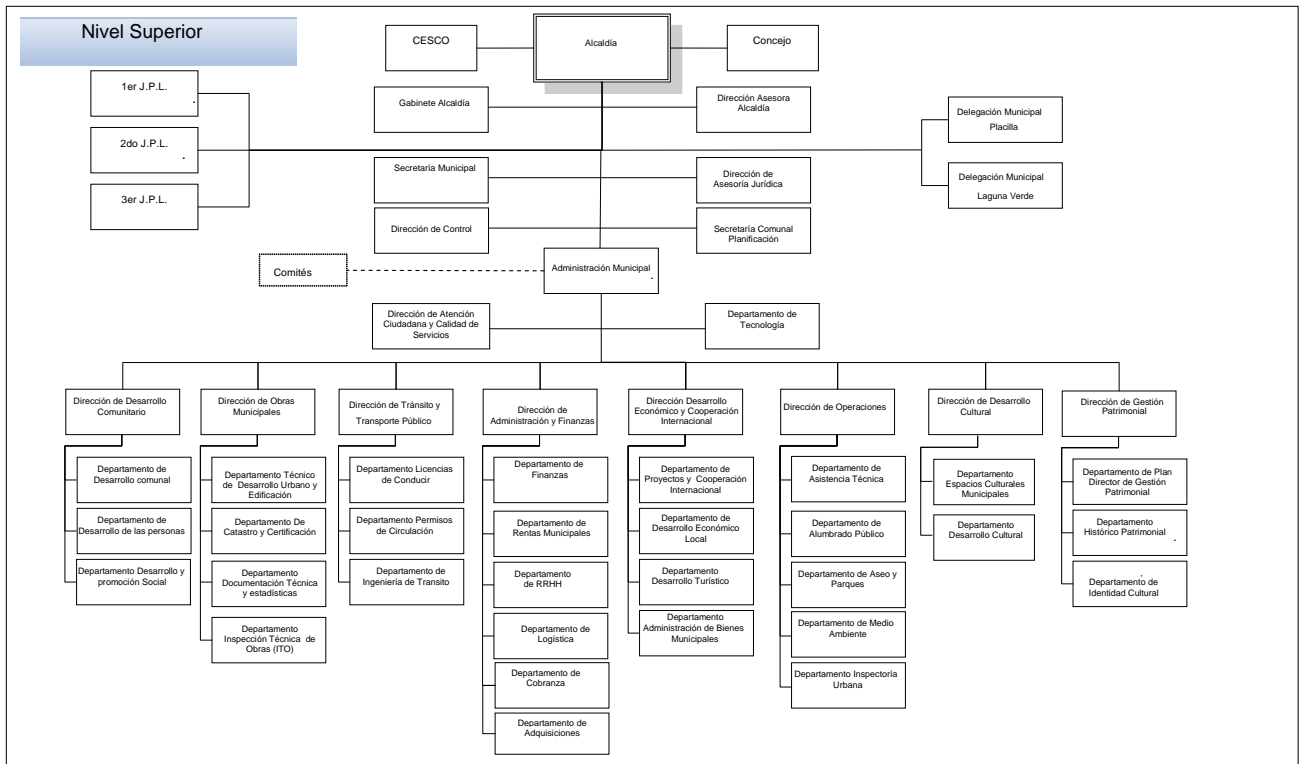 Nivel Superior
CESCO
Alcaldía
Concejo
1er J.P.L.
.
Gabinete Alcaldía
Dirección Asesora
Alcaldía
Delegación Municipal
Placilla
2do J.P.L.
.
Secretaría Municipal
Dirección de
Asesoría Jurídica
Delegación Municipal
Laguna Verde
3er J.P.L.
Dirección de Control
Secretaría Comunal
Planificación
Comités
Administración Municipal
.
Dirección de Atención
Ciudadana y Calidad de
Servicios
Departamento de
Tecnología
Dirección de Desarrollo
Comunitario
Departamento de
Desarrollo comunal
Departamento de
Desarrollo de las personas
Departamento Desarrollo y
promoción Social
Dirección de Obras
Municipales
Departamento Técnico
de Desarrollo Urbano y
Edificación
Departamento De
Catastro y Certificación
Departamento
Documentación Técnica
y estadísticas
Departamento
Inspección Técnica de
Obras (ITO)
Dirección de Tránsito y
Transporte Público
Departamento Licencias
de Conducir
Departamento Permisos
de Circulación
Departamento de
Ingeniería de Transito
Dirección de
Administración y Finanzas
Departamento de
Finanzas
Departamento de
Rentas Municipales
Departamento
de RRHH
Departamento de
Logística
Departamento de
Cobranza
Departamento de
Adquisiciones
Dirección Desarrollo
Económico y Cooperación
Internacional
Departamento de
Proyectos y Cooperación
Internacional
Departamento de
Desarrollo Económico
Local
Departamento
Desarrollo Turístico
Departamento
Administración de Bienes
Municipales
Dirección de Operaciones
Departamento de
Asistencia Técnica
Departamento de
Alumbrado Público
Departamento de Aseo y
Parques
Departamento de Medio
Ambiente
Departamento Inspectoría
Urbana
Dirección de Desarrollo
Cultural
Departamento
Espacios Culturales
Municipales
Departamento
Desarrollo Cultural
Dirección de Gestión
Patrimonial
Departamento de Plan
Director de Gestión
Patrimonial
Departamento
Histórico Patrimonial
.
Departamento de
Identidad Cultural